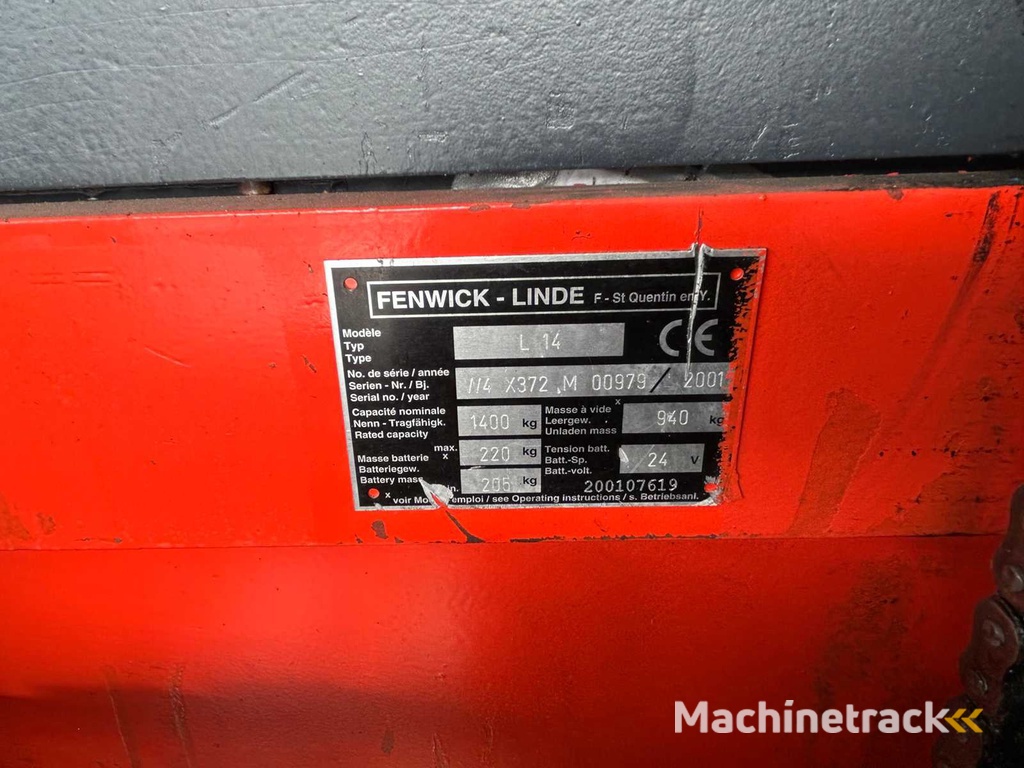 FENWICK - LINDE F - St Quentin en Y.
Modèle
Typ
Type
L 14
CE
No. de série / année
Serien - Nr. / Bj.
Serial no. / year
X372 M 00979 / 2001
Capacité nominale
Nenn - Tragfähigk.
Rated capacity
1400 kg
Masse à vide x
Leergew.
Unladen mass
940 kg
Masse batterie x
Batteriegew.
Battery mass
max.
220 kg
205 kg
Tension batt.
Batt.-Sp.
Batt.-volt.
24 V
200107619
x voir d'emploi / see Operating instructions / s. Betriebsanl.
Machinetrack